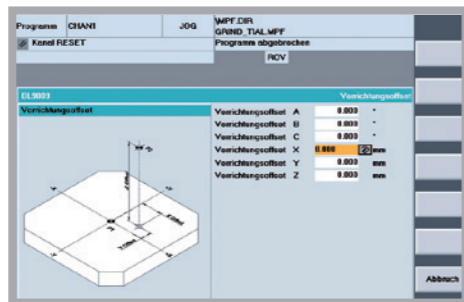 Programm CHAN1 JOG \MPF.DIR
GRIND_TIAL.MPF
Kanal RESET Programm abgebrochen
ROV
DL9003 Vorrichtungsoffset
Vorrichtungsoffset
Vorrichtungsoffset A 0.000 °
Vorrichtungsoffset B 0.000 °
Vorrichtungsoffset C 0.000 °
Vorrichtungsoffset X 0.000 mm
Vorrichtungsoffset Y 0.000 mm
Vorrichtungsoffset Z 0.000 mm
Abbruch